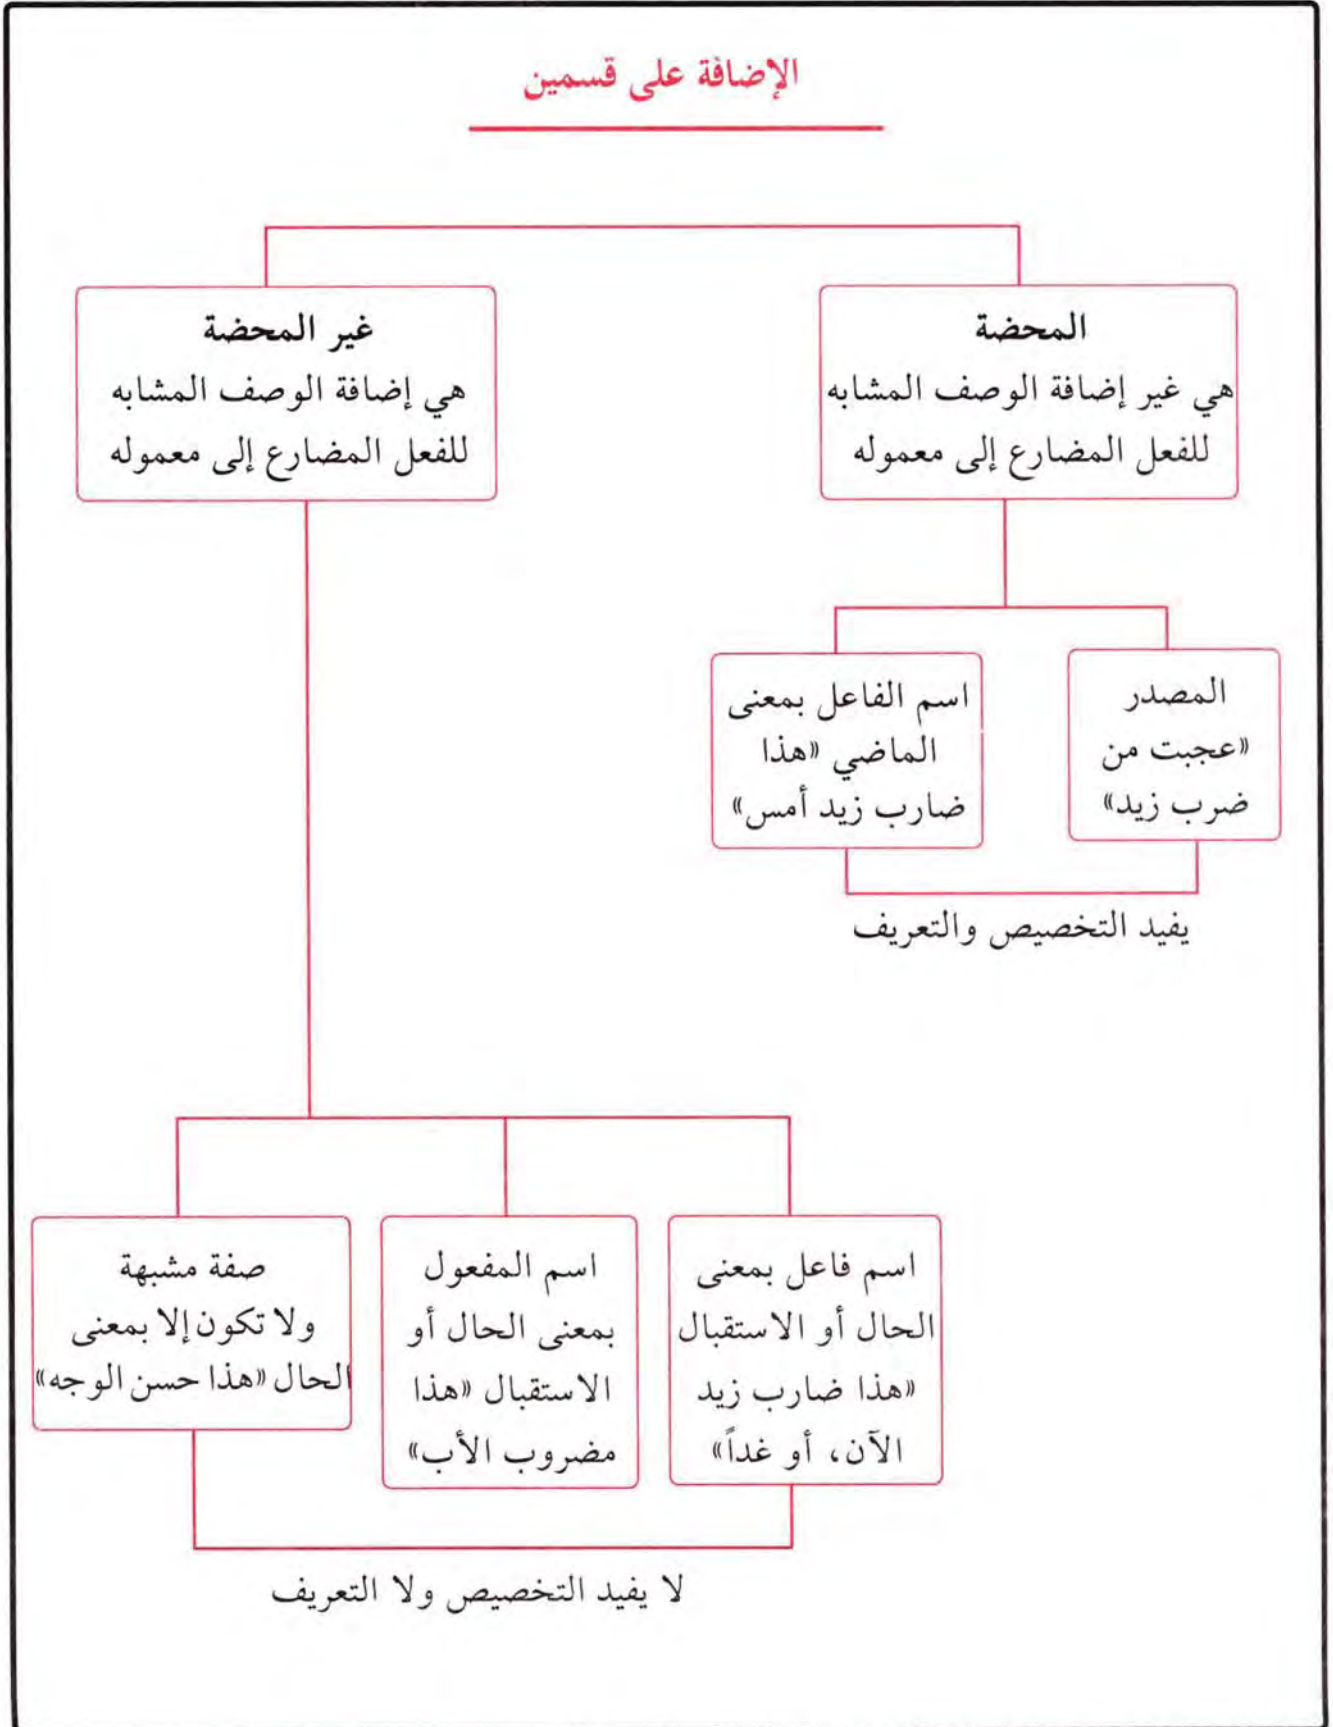 الإضافة على قسمين
المحضة
هي غير إضافة الوصف المشابه
للفعل المضارع إلى معموله
غير المحضة
هي إضافة الوصف المشابه
للفعل المضارع إلى معموله
المصدر
«عجبت من
ضرب زيد»
اسم الفاعل بمعنى
الماضي «هذا
ضارب زيد أمس»
يفيد التخصيص والتعريف
اسم فاعل بمعنى
الحال أو الاستقبال
«هذا ضارب زيد
الآن، أو غداً»
اسم المفعول
بمعنى الحال أو
الاستقبال «هذا
مضروب الأب»
صفة مشبهة
ولا تكون إلا بمعنى
الحال «هذا حسن الوجه»
لا يفيد التخصيص ولا التعريف